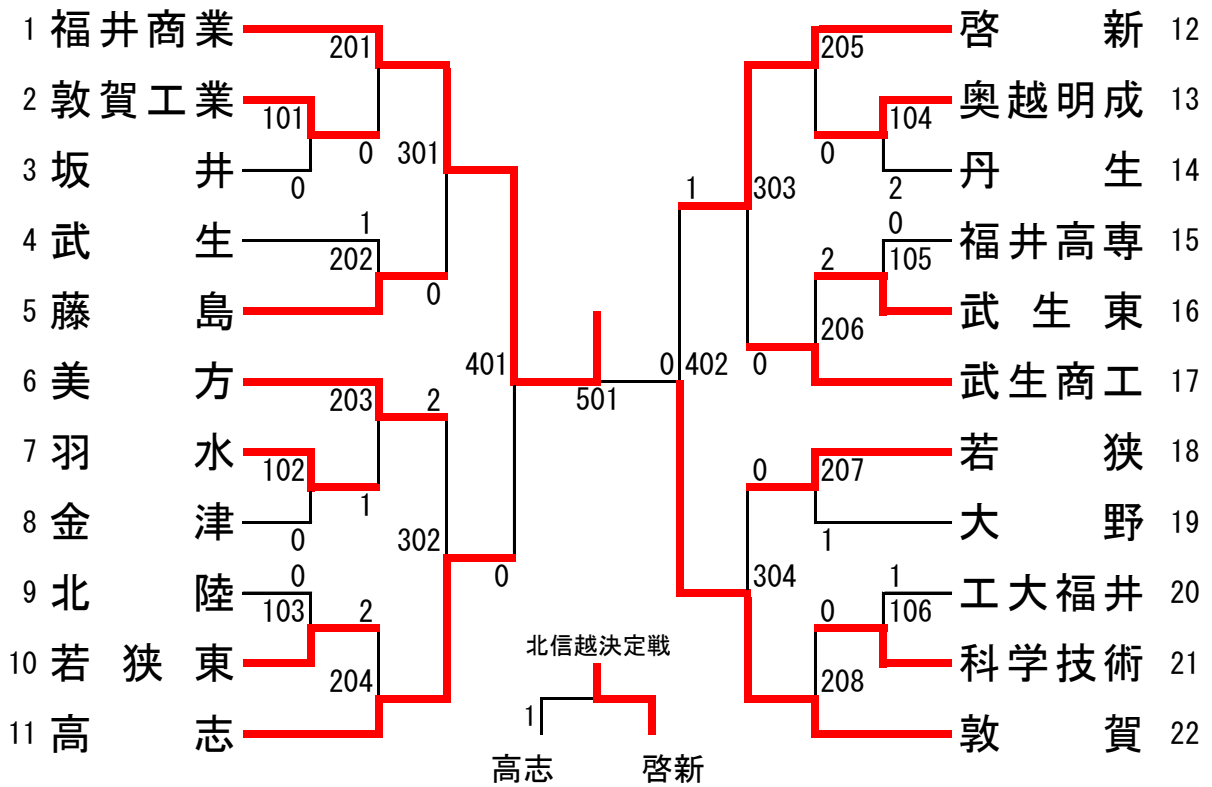 1 福井商業
201
2 敦賀工業
101
0
3 坂井
0
301
4 武生
1
202
0
5 藤島
401
6 美方
203
2
7 羽水
102
1
8 金津
0
302
0
9 北陸
0
103
2
10 若狭東
204
11 高志
501
0
北信越決定戦
1
高志 啓新
205
啓新 12
104
奥越明成 13
0
丹生 14
2
1
303
0
福井高専 15
105
2
武生東 16
206
402
0
武生商工 17
0
207
若狭 18
1
大野 19
304
1
工大福井 20
0
106
科学技術 21
208
敦賀 22